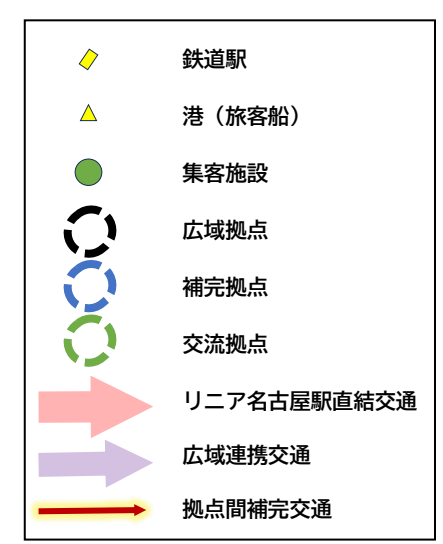 鉄道駅
港（旅客船）
集客施設
広域拠点
補完拠点
交流拠点
リニア名古屋駅直結交通
広域連携交通
拠点間補完交通